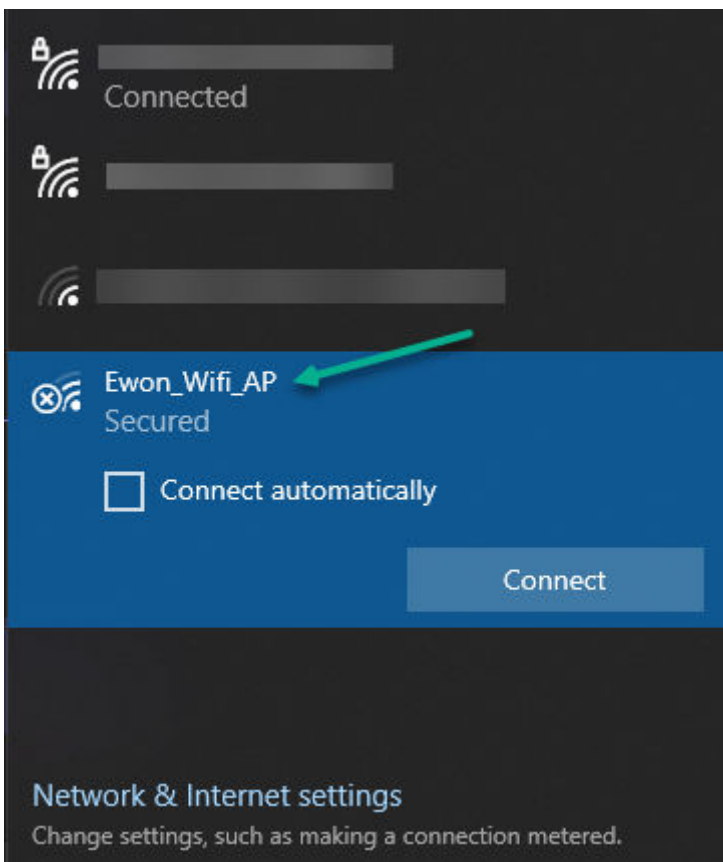 Connected
Ewon_Wifi_AP
Secured
Connect automatically
Connect
Network & Internet settings
Change settings, such as making a connection metered.